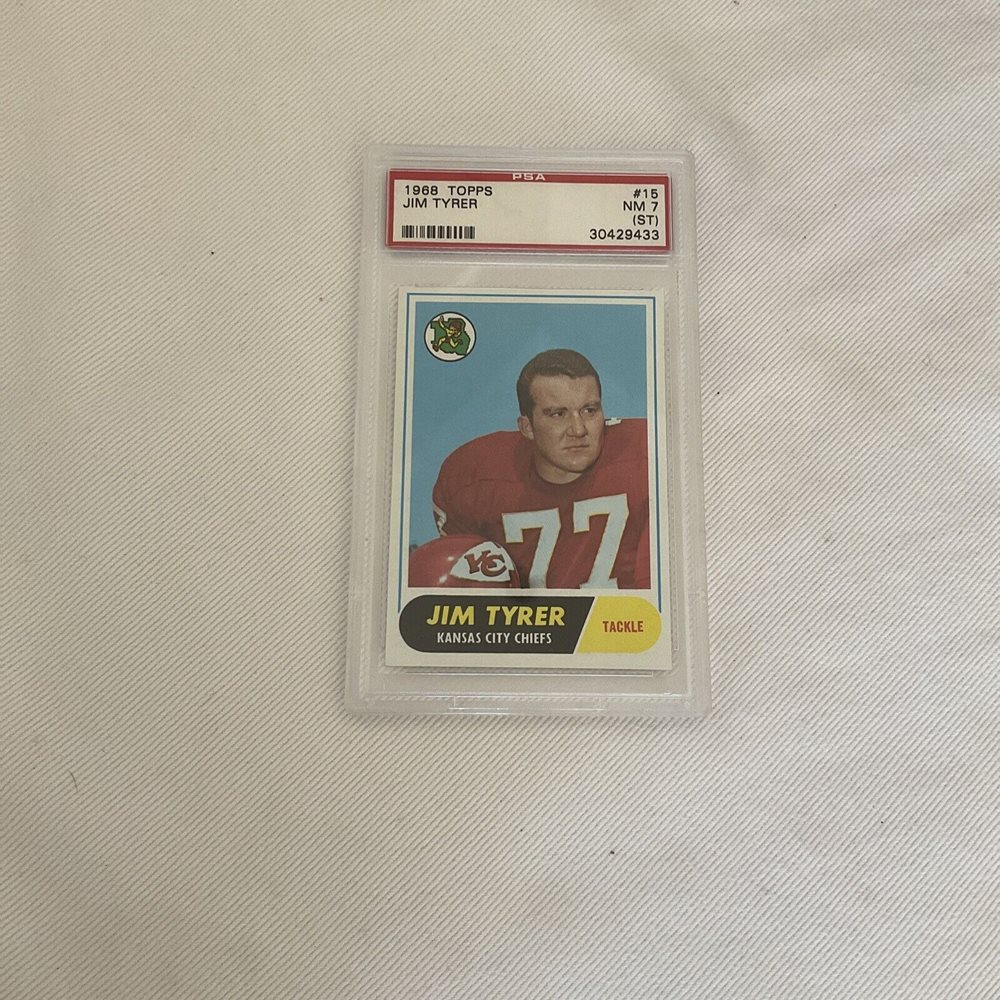 PSA
1968 TOPPS #15
JIM TYRER NM 7
(ST)
30429433
77
KC
JIM TYRER
KANSAS CITY CHIEFS
TACKLE